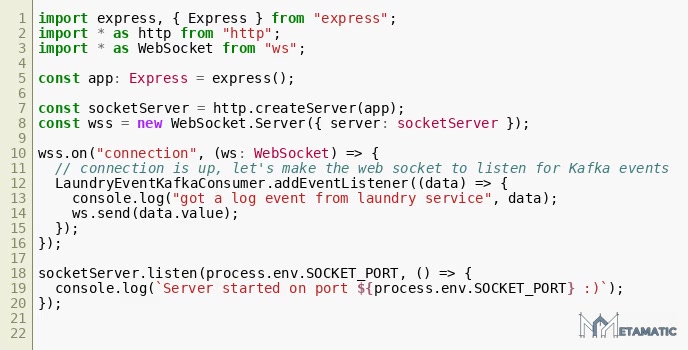 1 import express, { Express } from "express";
2 import * as http from "http";
3 import * as WebSocket from "ws";
4
5 const app: Express = express();
6
7 const socketServer = http.createServer(app);
8 const wss = new WebSocket.Server({ server: socketServer });
9
10 wss.on("connection", (ws: WebSocket) => {
11   // connection is up, let's make the web socket to listen for Kafka events
12   LaundryEventKafkaConsumer.addEventListener((data) => {
13     console.log("got a log event from laundry service", data);
14     ws.send(data.value);
15   });
16 });
17
18 socketServer.listen(process.env.SOCKET_PORT, () => {
19   console.log(`Server started on port ${process.env.SOCKET_PORT} :)`);
20 });
21
22
METAMATIC